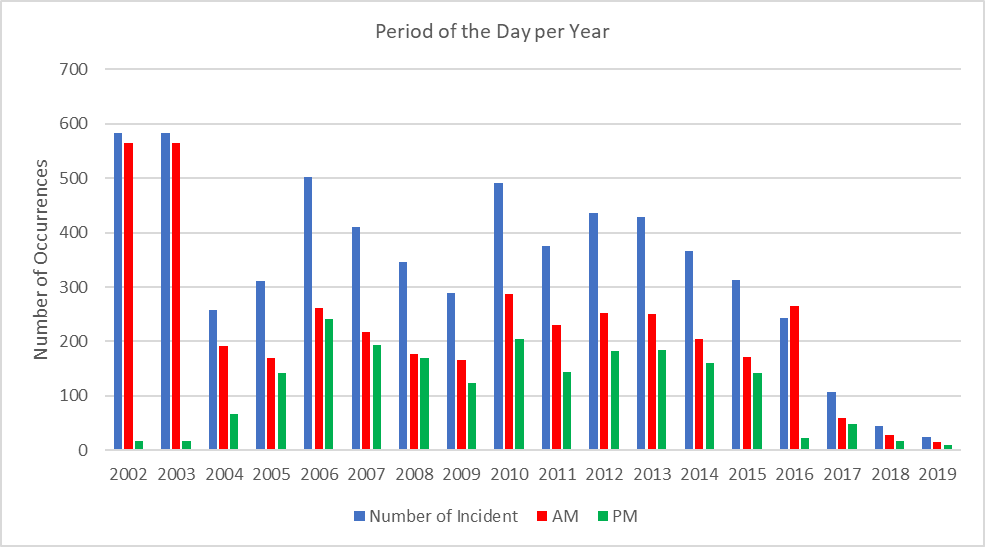 Period of the Day per Year
Number of Occurrences
700
600
500
400
300
200
100
0
2002 2003 2004 2005 2006 2007 2008 2009 2010 2011 2012 2013 2014 2015 2016 2017 2018 2019
Number of Incident AM PM